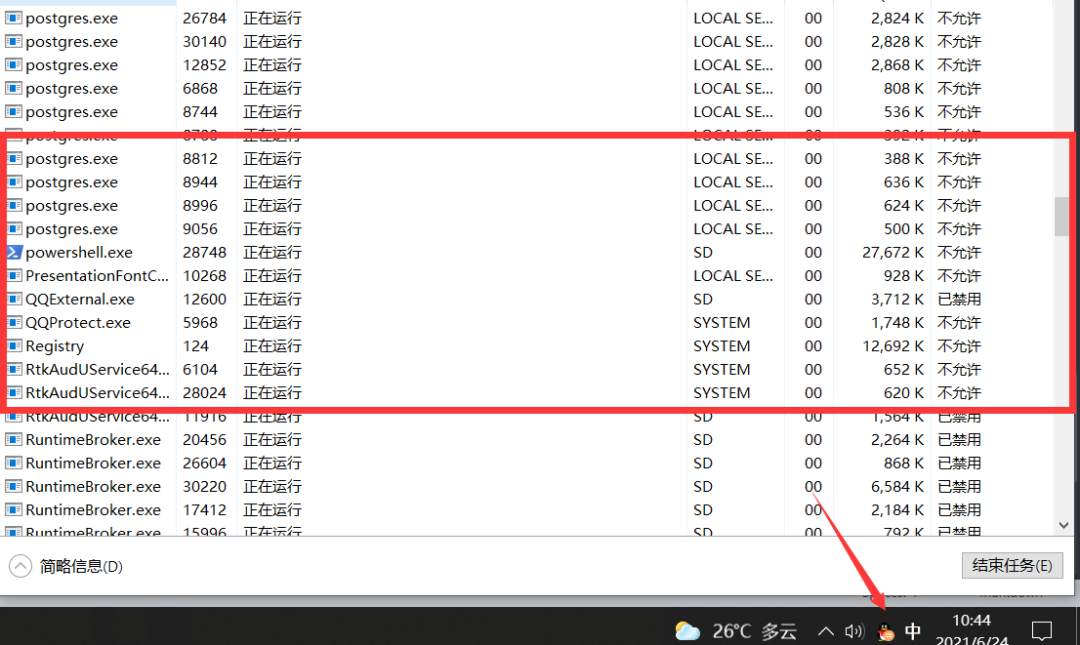 postgres.exe 26784 正在运行 LOCAL SE... 00 2,824 K 不允许
postgres.exe 30140 正在运行 LOCAL SE... 00 2,828 K 不允许
postgres.exe 12852 正在运行 LOCAL SE... 00 2,868 K 不允许
postgres.exe 6868 正在运行 LOCAL SE... 00 808 K 不允许
postgres.exe 8744 正在运行 LOCAL SE... 00 536 K 不允许
postgres.exe 正在运行 LOCAL SE... 00 不允许
postgres.exe 8812 正在运行 LOCAL SE... 00 388 K 不允许
postgres.exe 8944 正在运行 LOCAL SE... 00 636 K 不允许
postgres.exe 8996 正在运行 LOCAL SE... 00 624 K 不允许
postgres.exe 9056 正在运行 LOCAL SE... 00 500 K 不允许
powershell.exe 28748 正在运行 SD 00 27,672 K 不允许
PresentationFontC... 10268 正在运行 LOCAL SE... 00 928 K 不允许
QQExternal.exe 12600 正在运行 SD 00 3,712 K 已禁用
QQProtect.exe 5968 正在运行 SYSTEM 00 1,748 K 不允许
Registry 124 正在运行 SYSTEM 00 12,692 K 不允许
RtkAudUService64... 6104 正在运行 SYSTEM 00 652 K 不允许
RtkAudUService64... 28024 正在运行 SYSTEM 00 620 K 不允许
RtkAudUService64... 11916 正在运行 SD 00 1,564 K 已禁用
RuntimeBroker.exe 20456 正在运行 SD 00 2,264 K 已禁用
RuntimeBroker.exe 26604 正在运行 SD 00 868 K 已禁用
RuntimeBroker.exe 30220 正在运行 SD 00 6,584 K 已禁用
RuntimeBroker.exe 17412 正在运行 SD 00 2,184 K 已禁用
RuntimeBroker.exe 15996 正在运行 SD 00 792 K 已禁用
简略信息(D) 结束任务(E)
26°C 多云 中 10:44
2021/6/24